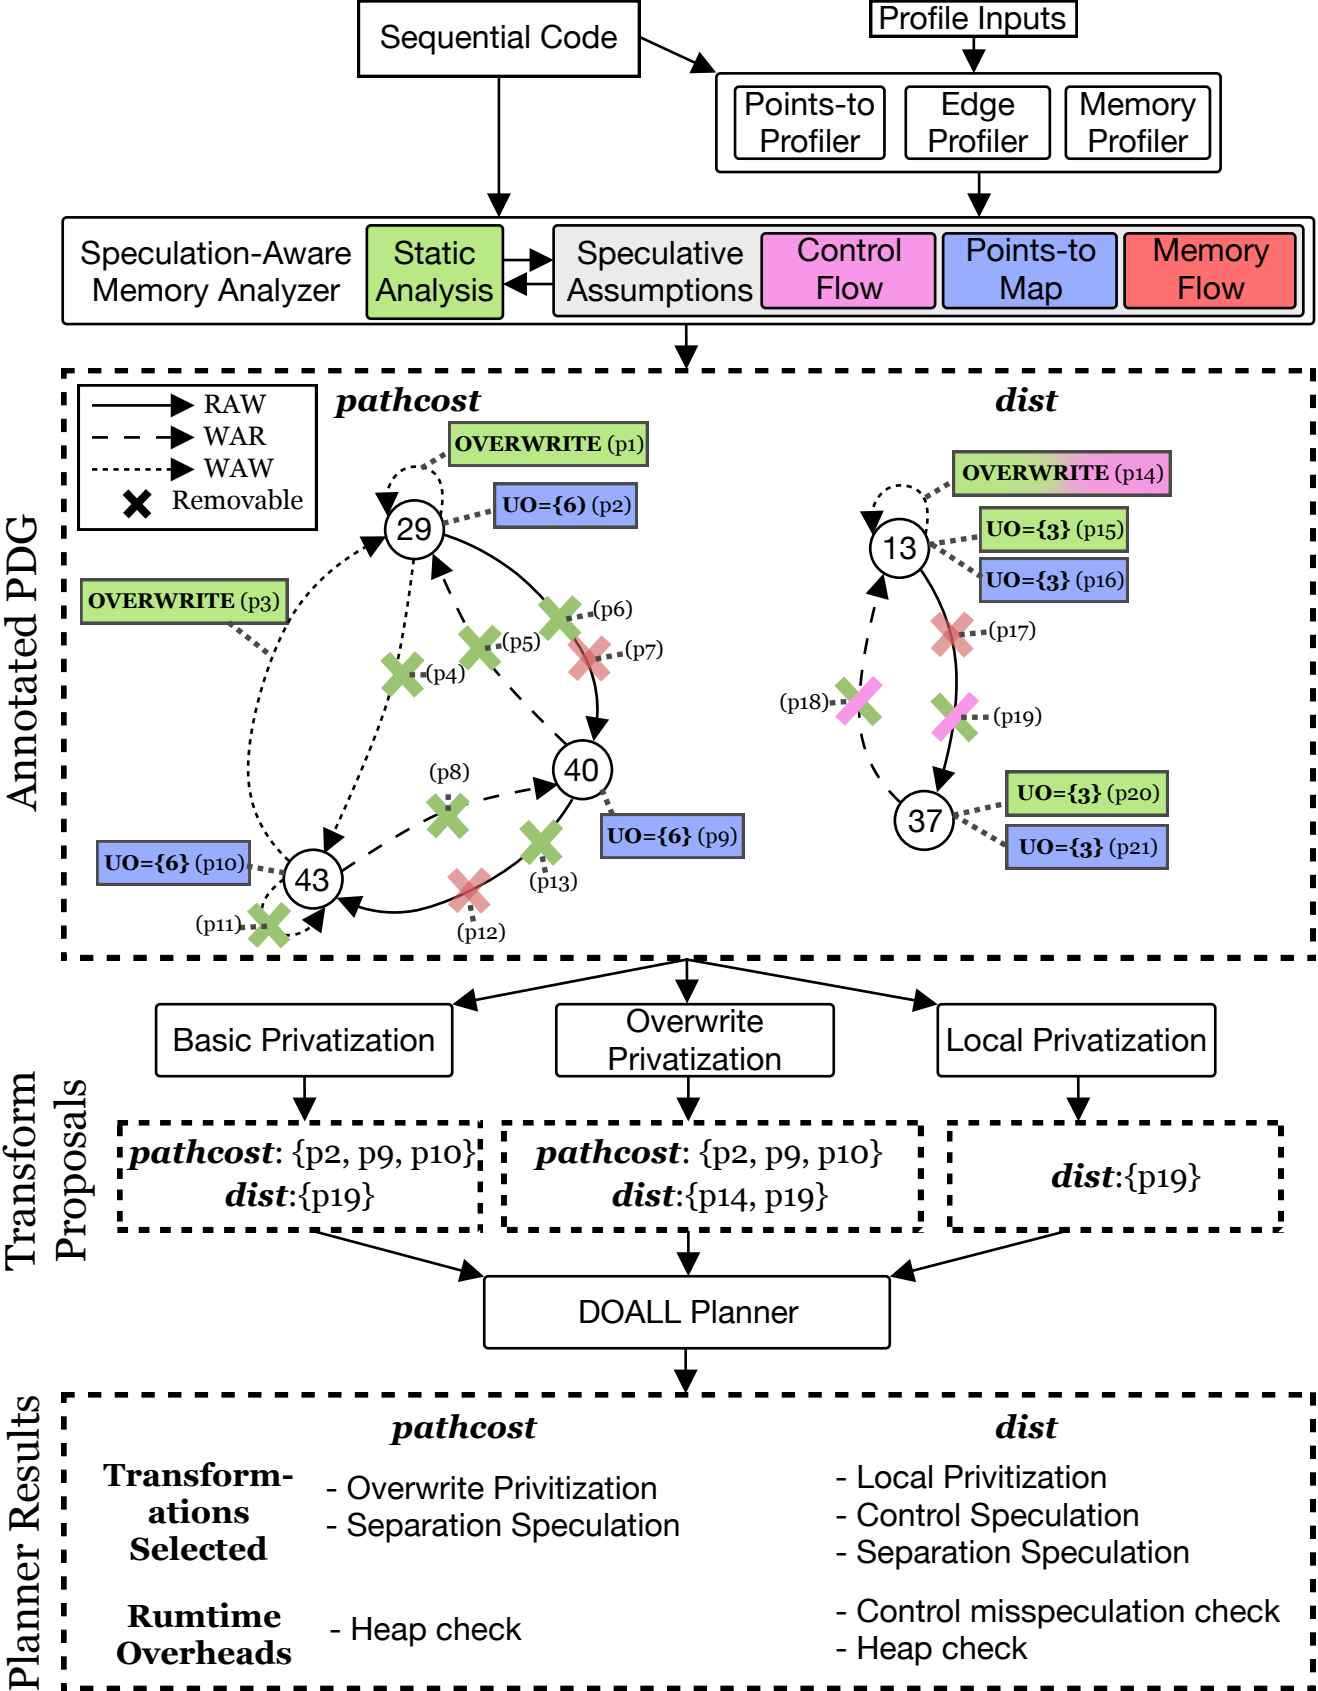 Sequential Code
Profile Inputs
Points-to
Profiler
Edge
Profiler
Memory
Profiler
Speculation-Aware
Memory Analyzer
Static
Analysis
Speculative
Assumptions
Control
Flow
Points-to
Map
Memory
Flow
Annotated PDG
RAW
WAR
WAW
Removable
pathcost
dist
OVERWRITE (p1)
UO={6) (p2)
29
OVERWRITE (p3)
(p4)
(p5)
(p6)
(p7)
40
(p8)
UO={6} (p9)
UO={6} (p10)
43
(p11)
(p12)
(p13)
OVERWRITE (p14)
UO={3} (p15)
UO={3} (p16)
13
(p17)
(p18)
(p19)
37
UO={3} (p20)
UO={3} (p21)
Transform
Proposals
Basic Privatization
Overwrite
Privatization
Local Privatization
pathcost: {p2, p9, p10}
dist:{p19}
pathcost: {p2, p9, p10}
dist:{p14, p19}
dist:{p19}
DOALL Planner
Planner Results
pathcost
dist
Transform-
ations
Selected
- Overwrite Privitization
- Separation Speculation
- Local Privitization
- Control Speculation
- Separation Speculation
Rumtime
Overheads
- Heap check
- Control misspeculation check
- Heap check